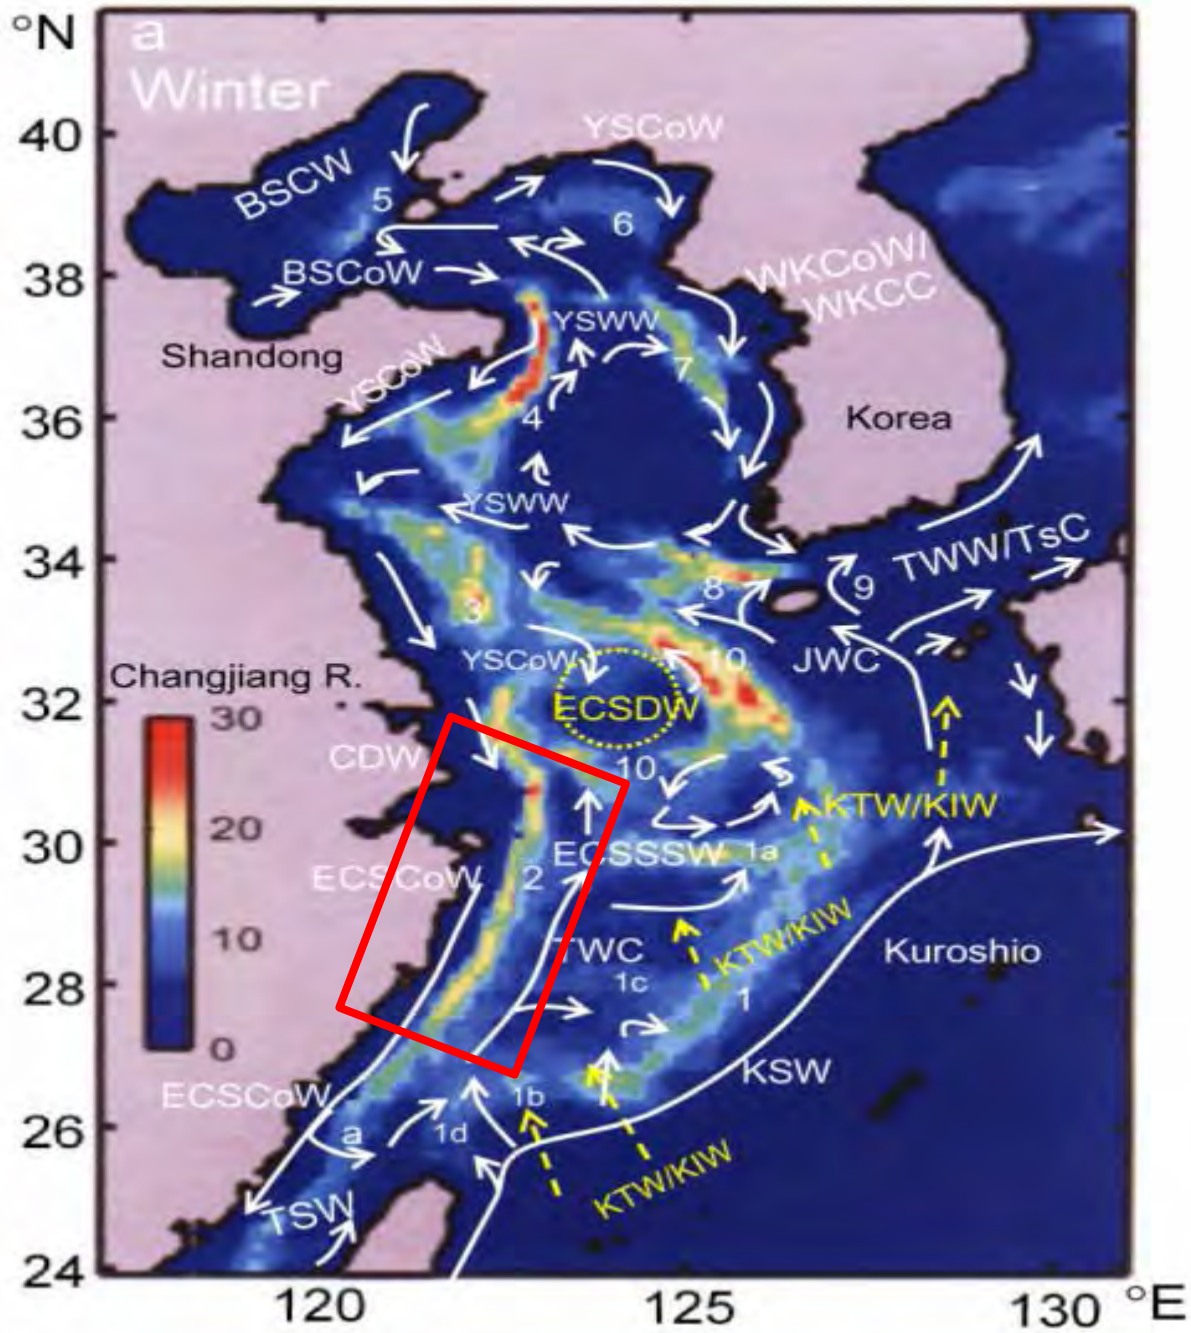 °N
a
Winter
40
YSCoW
BSCW
5
6
BSCoW
WKCoW/
WKCC
38
YSWW
Shandong
YSCoW
7
4
36
Korea
YSWW
34
TWW/TsC
8
9
3
YSCoW
10
JWC
Changjiang R.
32
ECSDW
30
CDW
10
KTW/KIW
20
30
ECSSSW
1a
ECSCoW
2
10
TWC
KTW/KIW
Kuroshio
28
1c
1
0
KSW
ECSCoW
1b
26
a
1d
KTW/KIW
TSW
24
120
125
130
°E